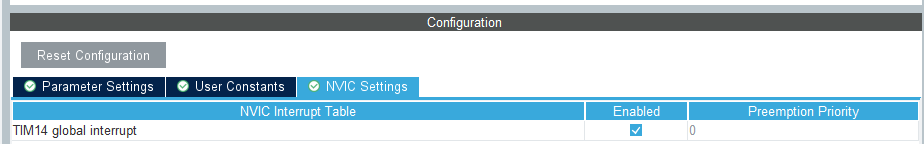 Configuration
Reset Configuration
Parameter Settings User Constants NVIC Settings
NVIC Interrupt Table Enabled Preemption Priority
TIM14 global interrupt 0